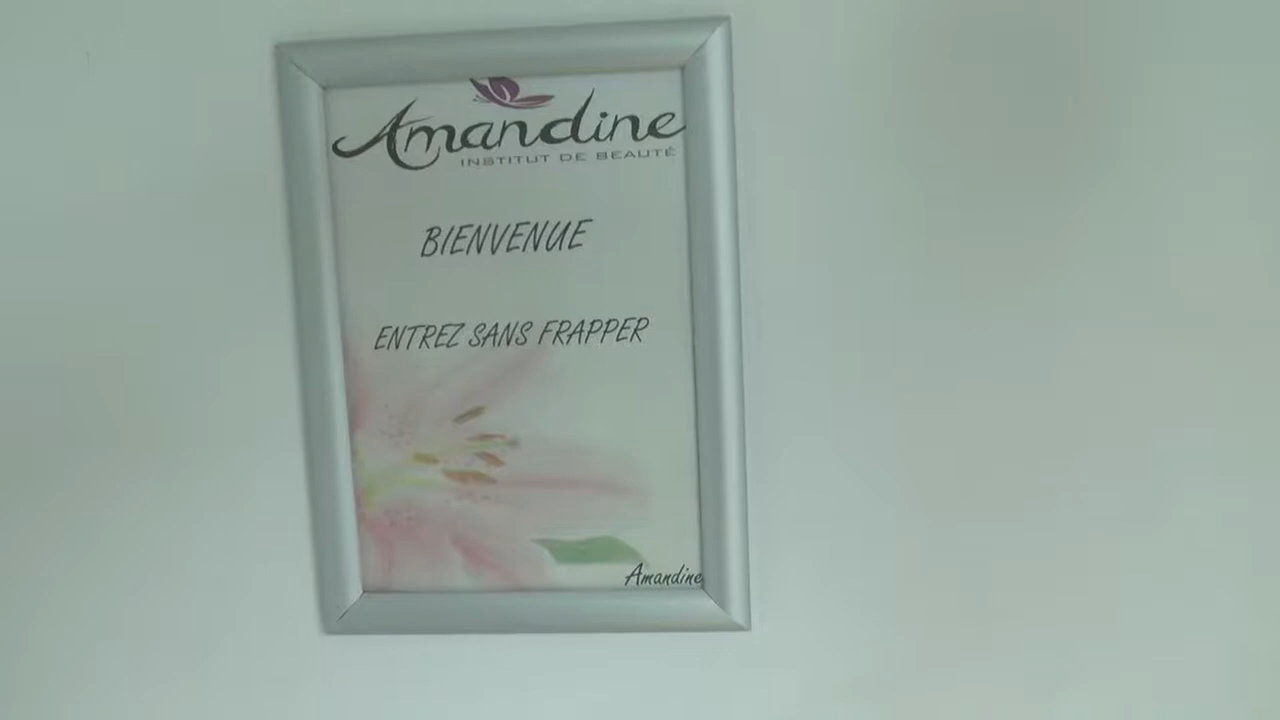 Amandine
INSTITUT DE BEAUTÉ
BIENVENUE
ENTREZ SANS FRAPPER
Amandine